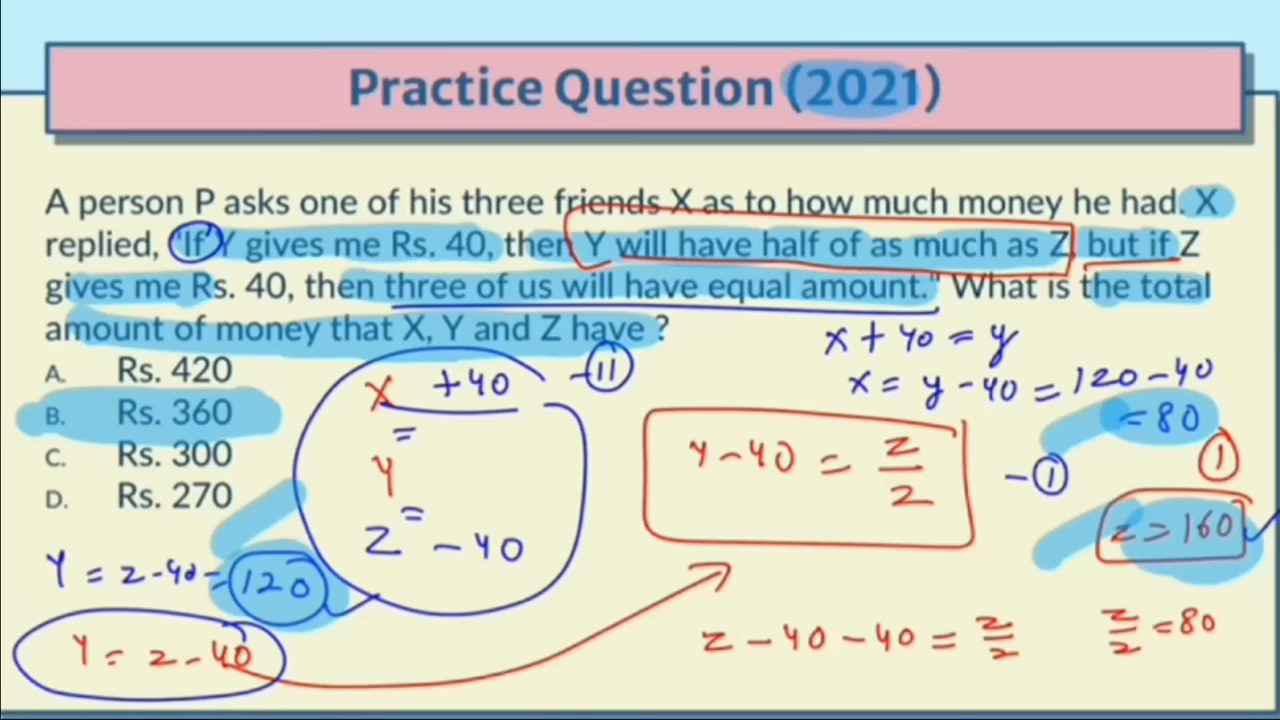 Practice Question (2021)
A person P asks one of his three friends X as to how much money he had. X
replied, "If Y gives me Rs. 40, then Y will have half of as much as Z, but if Z
gives me Rs. 40, then three of us will have equal amount." What is the total
amount of money that X, Y and Z have ?
A. Rs. 420
B. Rs. 360
C. Rs. 300
D. Rs. 270
x + 40 = y
x = y - 40 = 120 - 40
= 80
X + 40 - 11
=
Y
=
Z - 40
Y - 40 = Z/2
- 1
1
Z = 160
Y = Z - 40 = 120
Y = Z - 40
Z - 40 - 40 = Z/2
Z/2 = 80